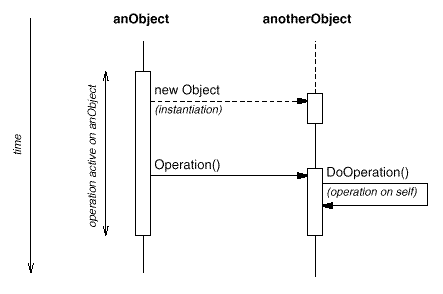 anObject
anotherObject
new Object
(instantiation)
Operation()
DoOperation()
(operation on self)
operation active on anObject
time